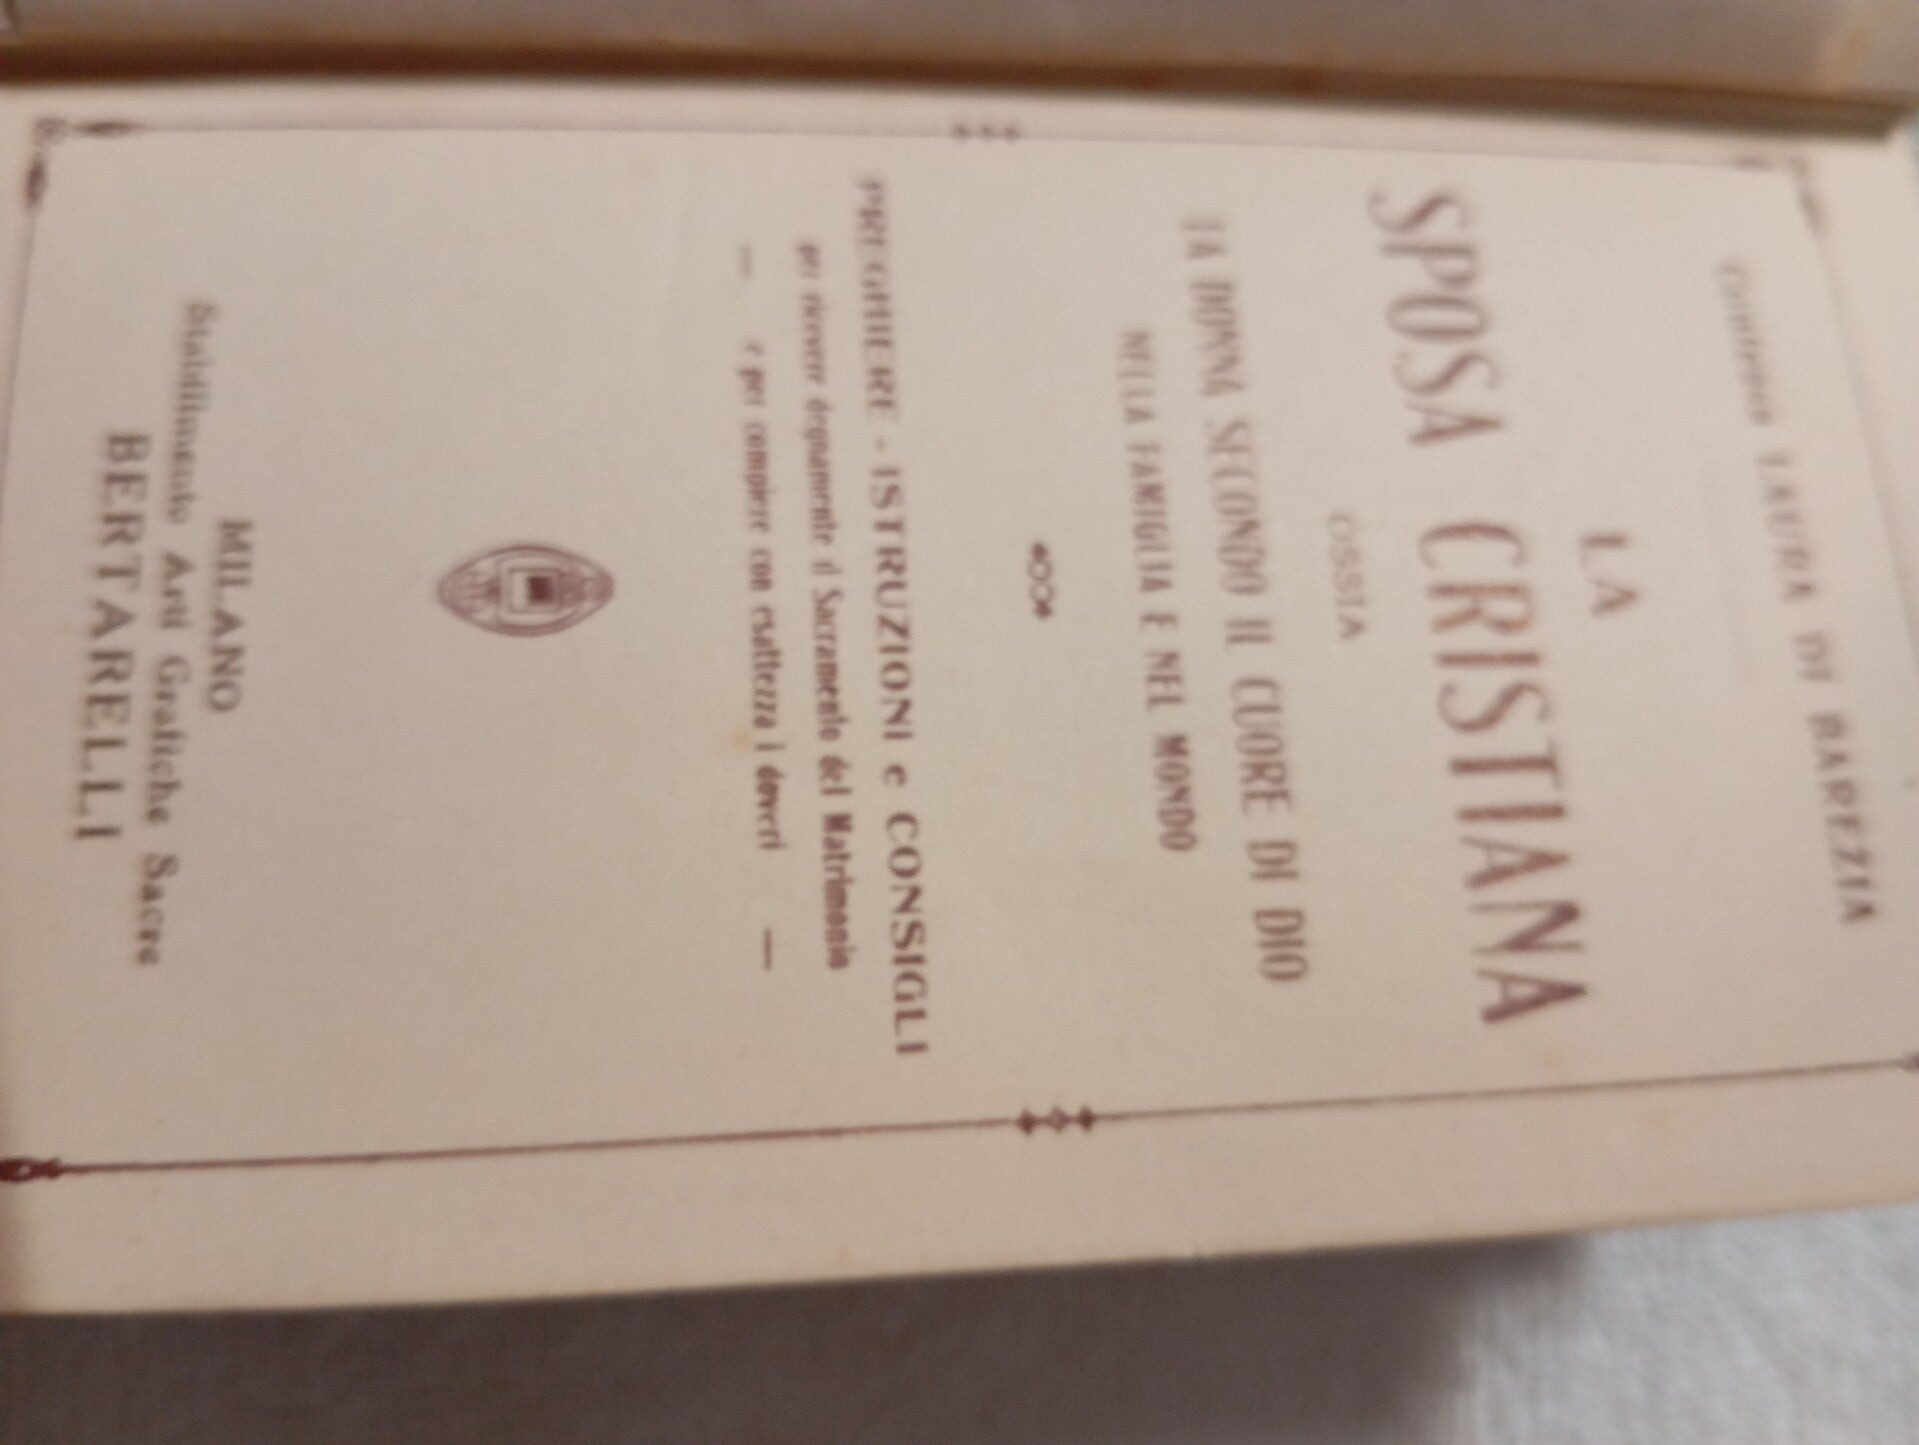 Contessa LAURA DI BAREZIA
LA
SPOSA CRISTIANA
OSSIA
LA DONNA SECONDO IL CUORE DI DIO
NELLA FAMIGLIA E NEL MONDO
PREGHIERE - ISTRUZIONI e CONSIGLI
per ricevere degnamente il Sacramento del Matrimonio
— e per compiere con esattezza i doveri —
MILANO
Stabilimento Arti Grafiche Sacre
BERTARELLI